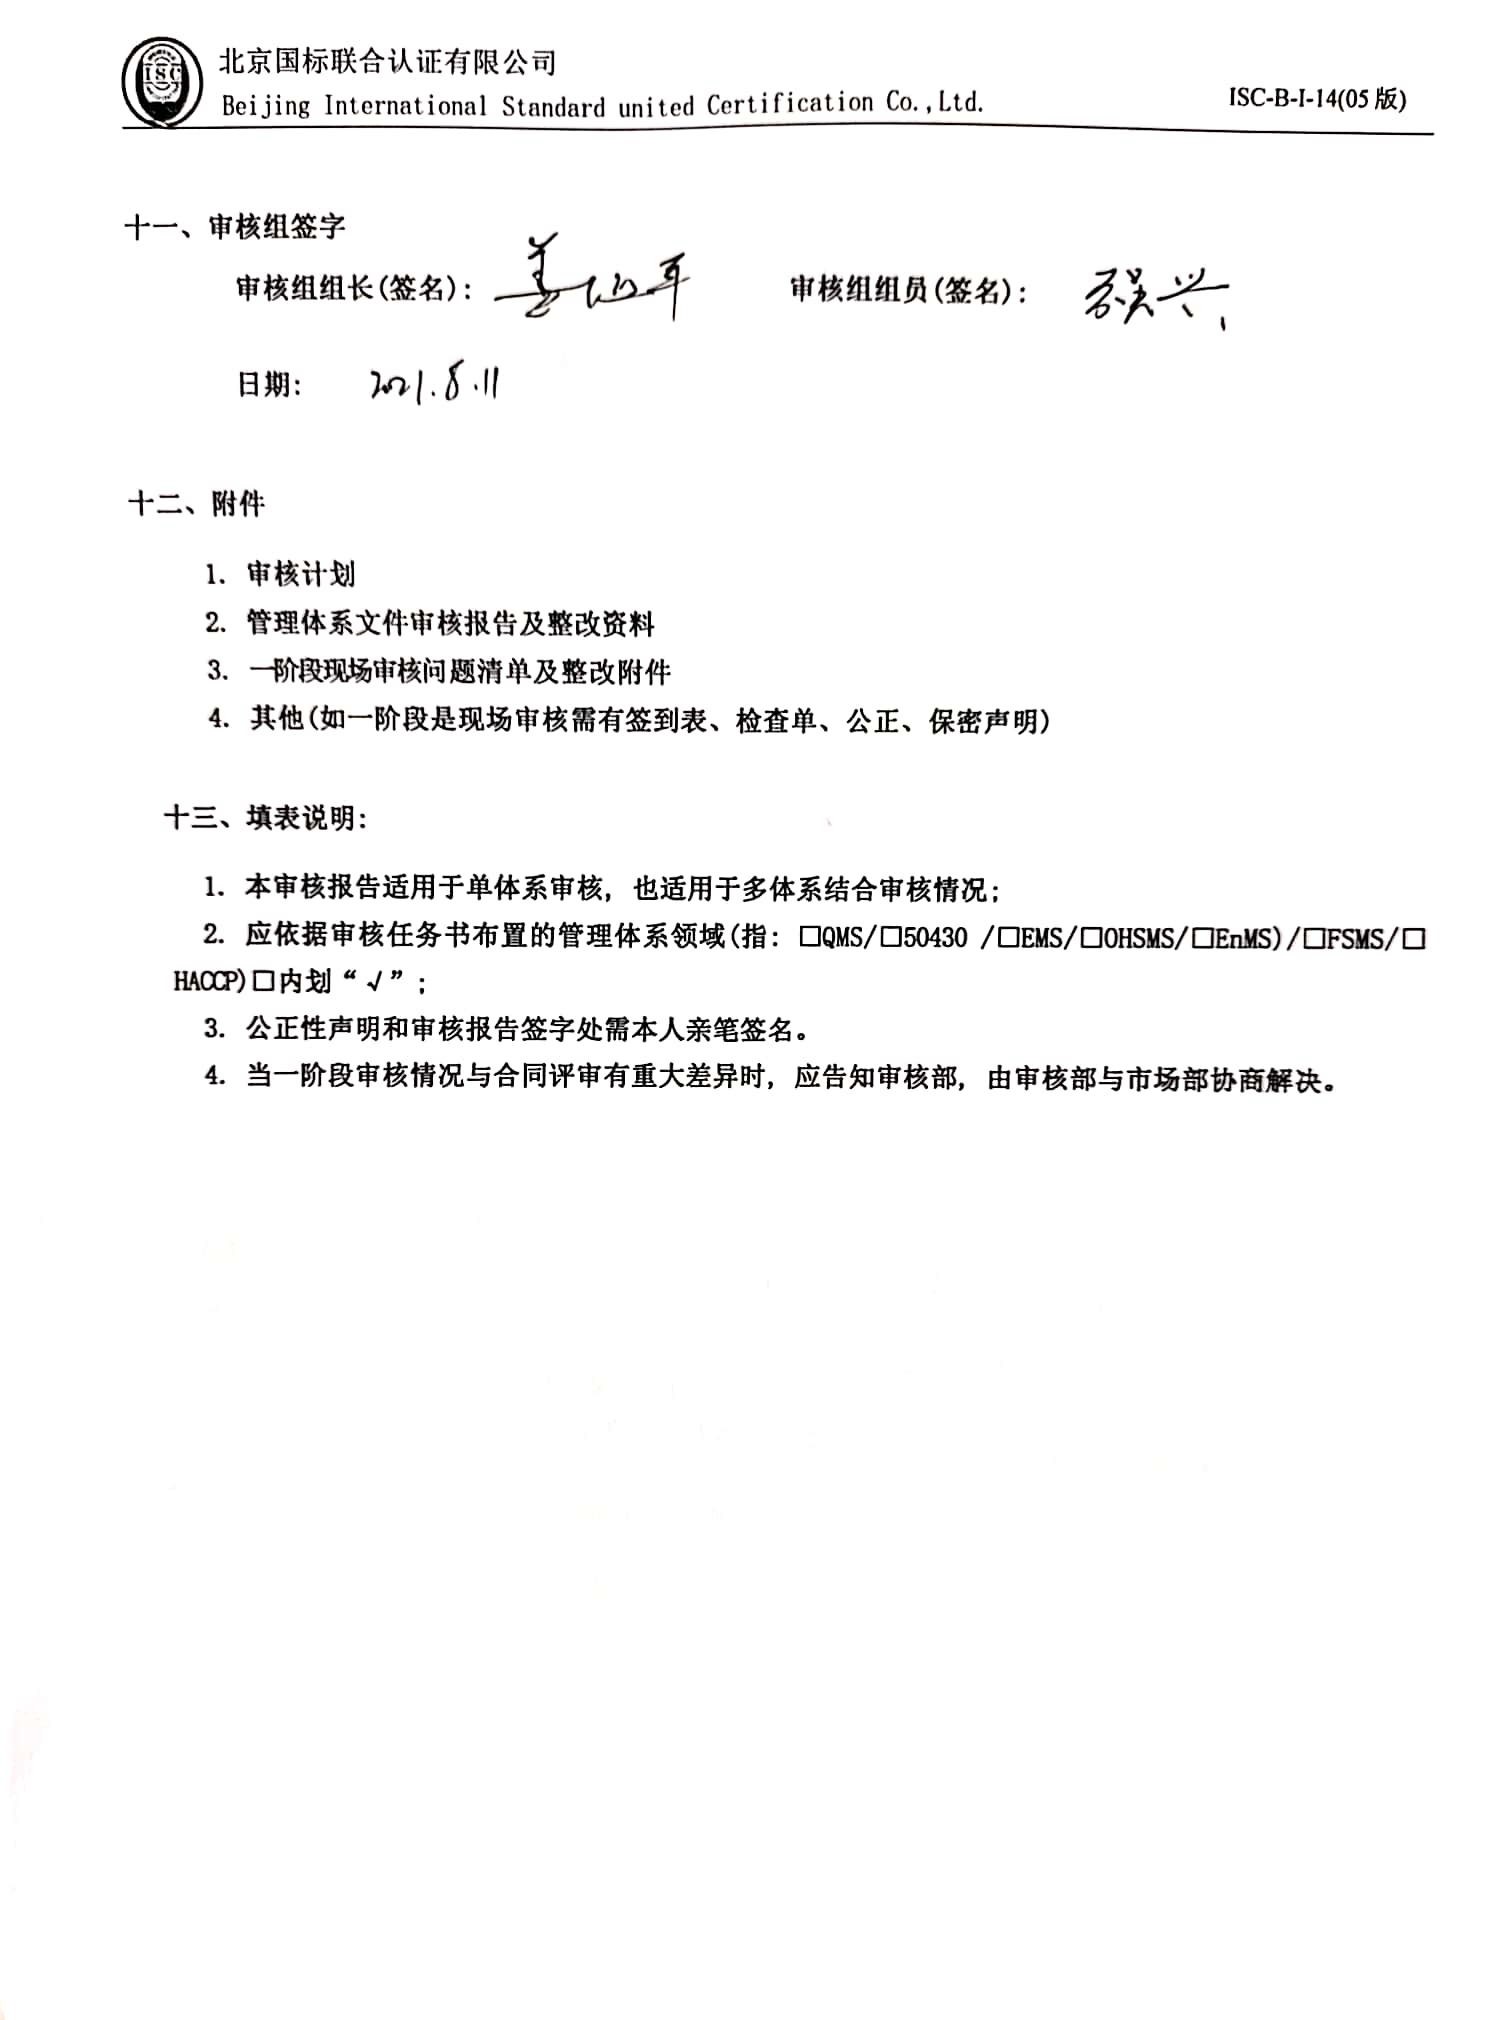 ISC
北京国标联合认证有限公司
Beijing International Standard united Certification Co.,Ltd.
ISC-B-I-14(05 版)
十一、审核组签字
审核组组长(签名): 审核组组员(签名):
日期: 2021.8.11
十二、附件
1. 审核计划
2. 管理体系文件审核报告及整改资料
3. 一阶段现场审核问题清单及整改附件
4. 其他(如一阶段是现场审核需有签到表、检查单、公正、保密声明)
十三、填表说明:
1. 本审核报告适用于单体系审核，也适用于多体系结合审核情况;
2. 应依据审核任务书布置的管理体系领域(指: □QMS/□50430 /□EMS/□OHSMS/□EnMS)/□FSMS/□
HACCP)□内划“√”;
3. 公正性声明和审核报告签字处需本人亲笔签名。
4. 当一阶段审核情况与合同评审有重大差异时，应告知审核部，由审核部与市场部协商解决。